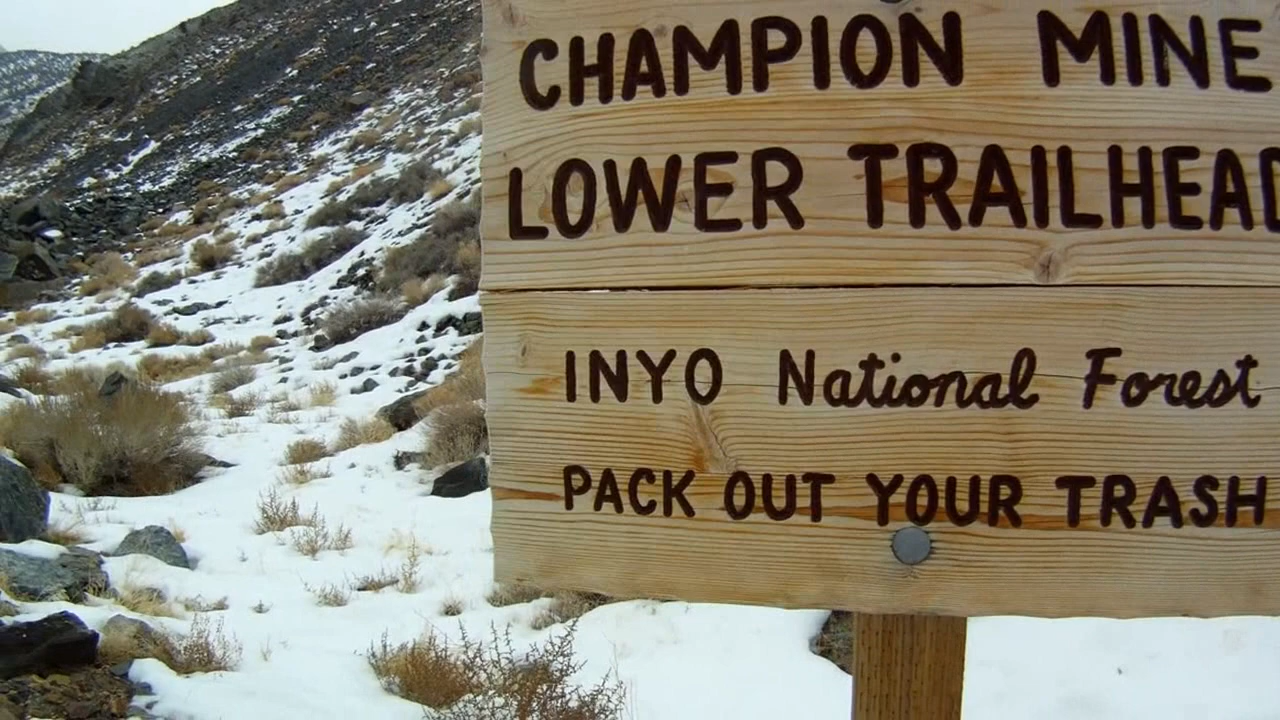 CHAMPION MINE
LOWER TRAILHEAD
INYO National Forest
PACK OUT YOUR TRASH